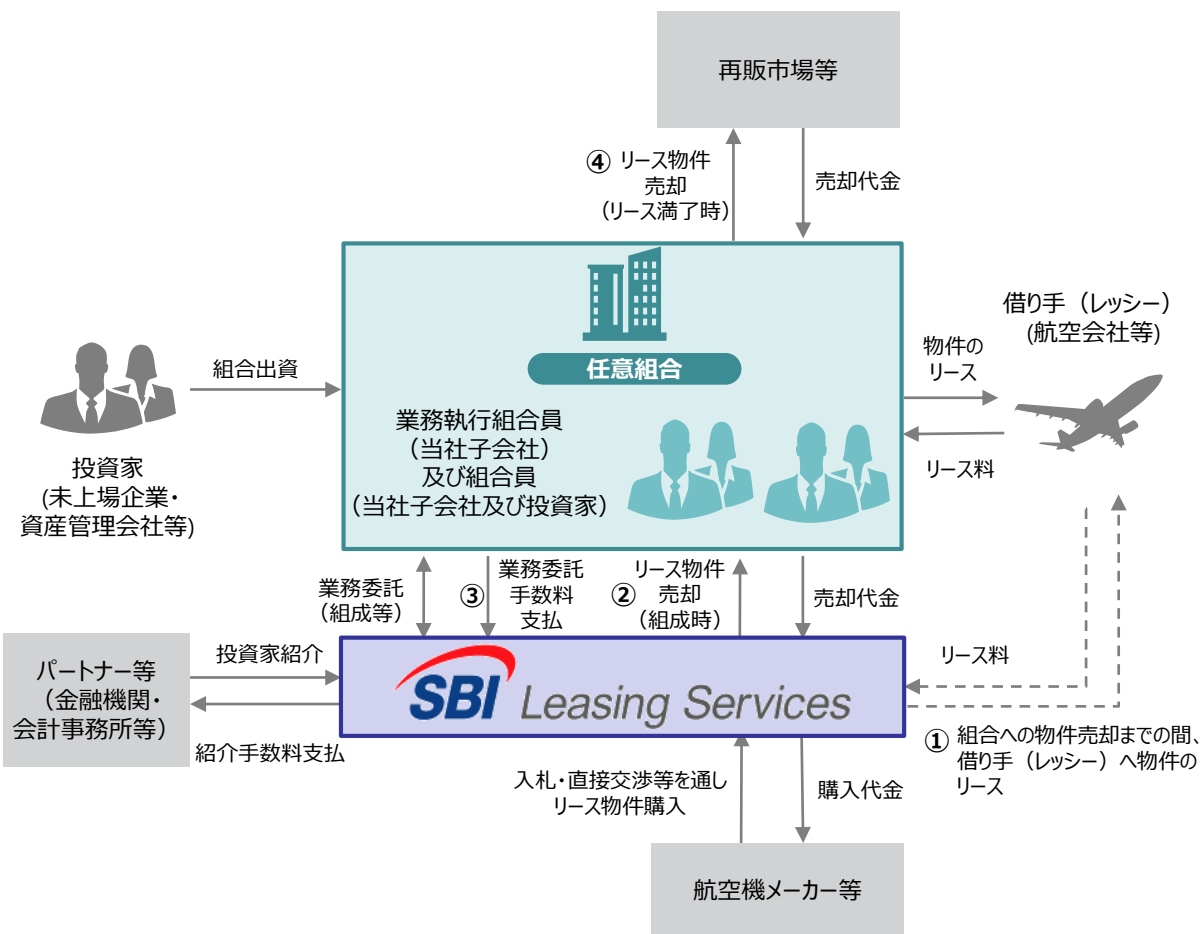 再販市場等
④ リース物件
売却
（リース満了時）
売却代金
借り手（レッシー）
(航空会社等)
物件の
リース
リース料
組合出資
投資家
(未上場企業・
資産管理会社等)
任意組合
業務執行組合員
（当社子会社）
及び組合員
（当社子会社及び投資家）
業務委託
（組成等）
③ 業務委託
手数料
支払
② リース物件
売却
（組成時）
売却代金
パートナー等
（金融機関・
会計事務所等）
投資家紹介
紹介手数料支払
SBI Leasing Services
リース料
① 組合への物件売却までの間、
借り手（レッシー）へ物件の
リース
入札・直接交渉等を通し
リース物件購入
購入代金
航空機メーカー等